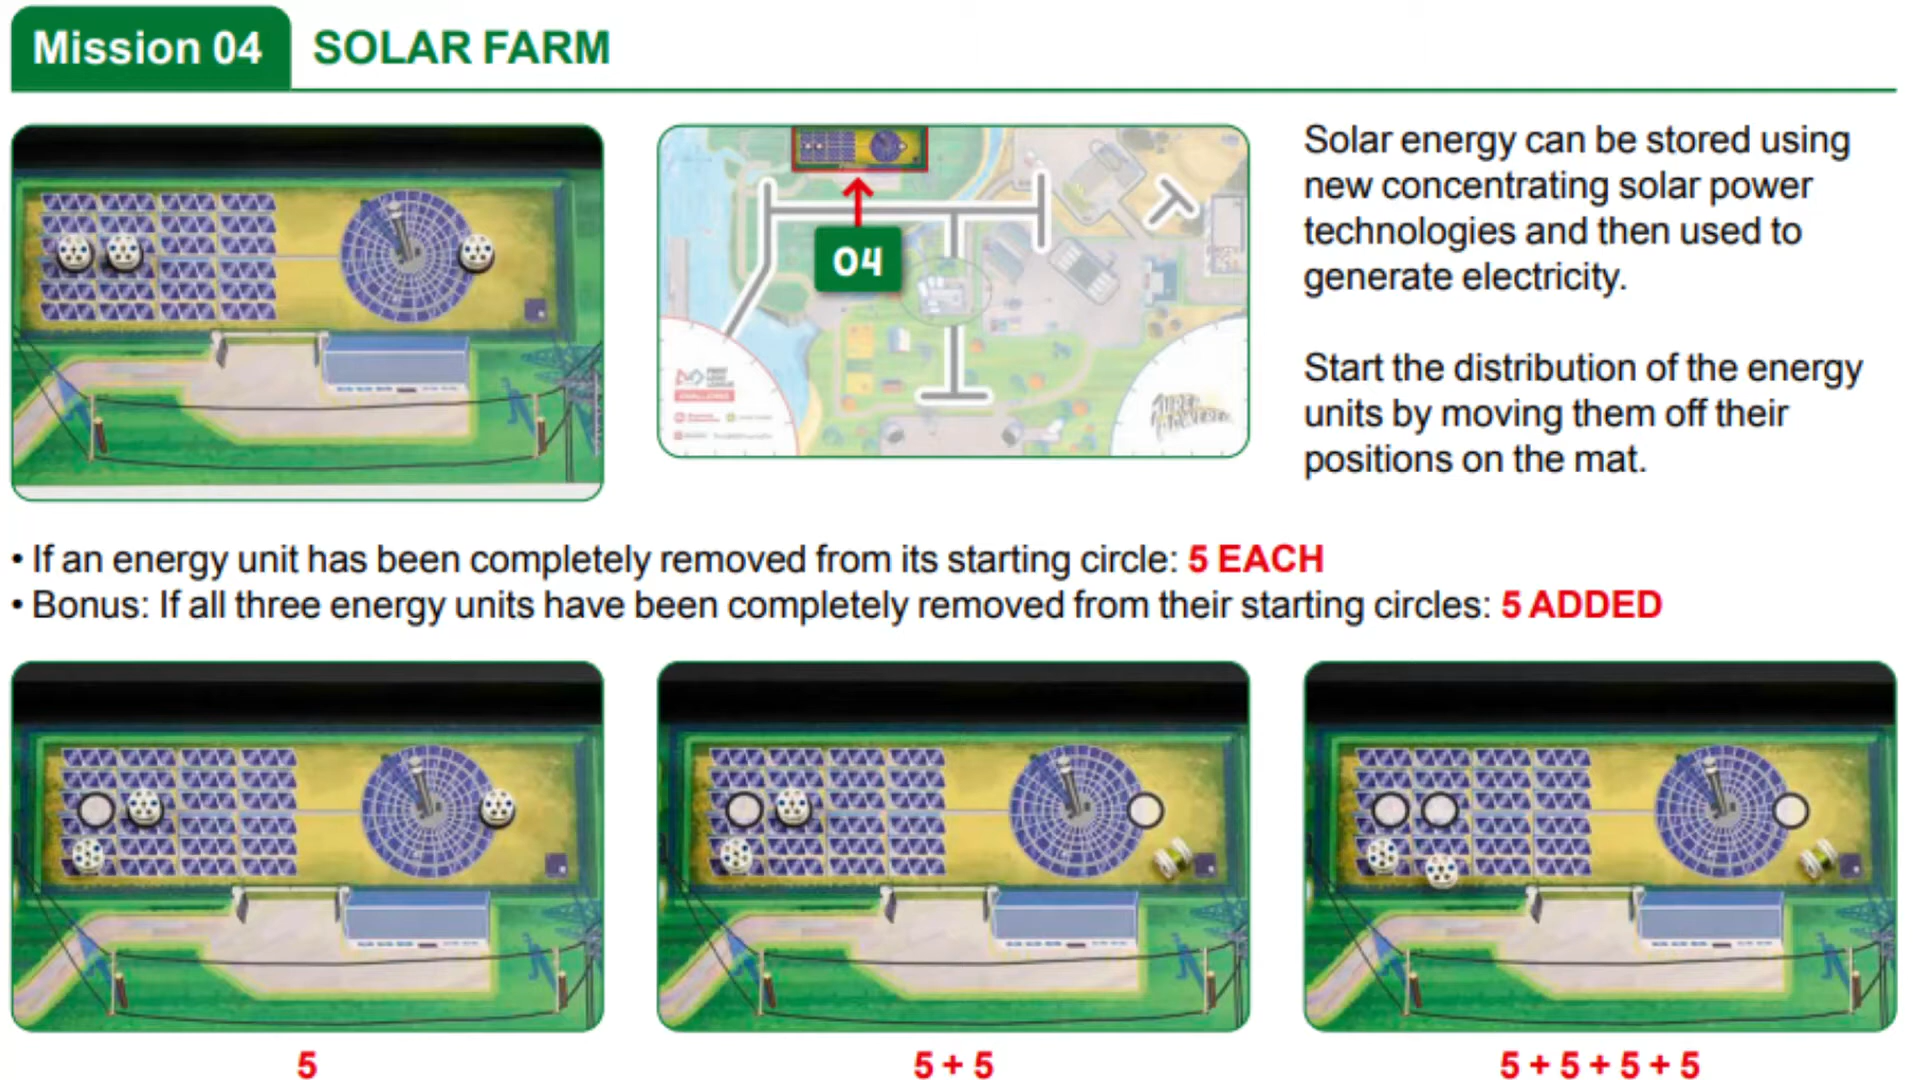 Mission 04
SOLAR FARM
04
Solar energy can be stored using
new concentrating solar power
technologies and then used to
generate electricity.
Start the distribution of the energy
units by moving them off their
positions on the mat.
• If an energy unit has been completely removed from its starting circle: 5 EACH
• Bonus: If all three energy units have been completely removed from their starting circles: 5 ADDED
5
5 + 5
5 + 5 + 5 + 5